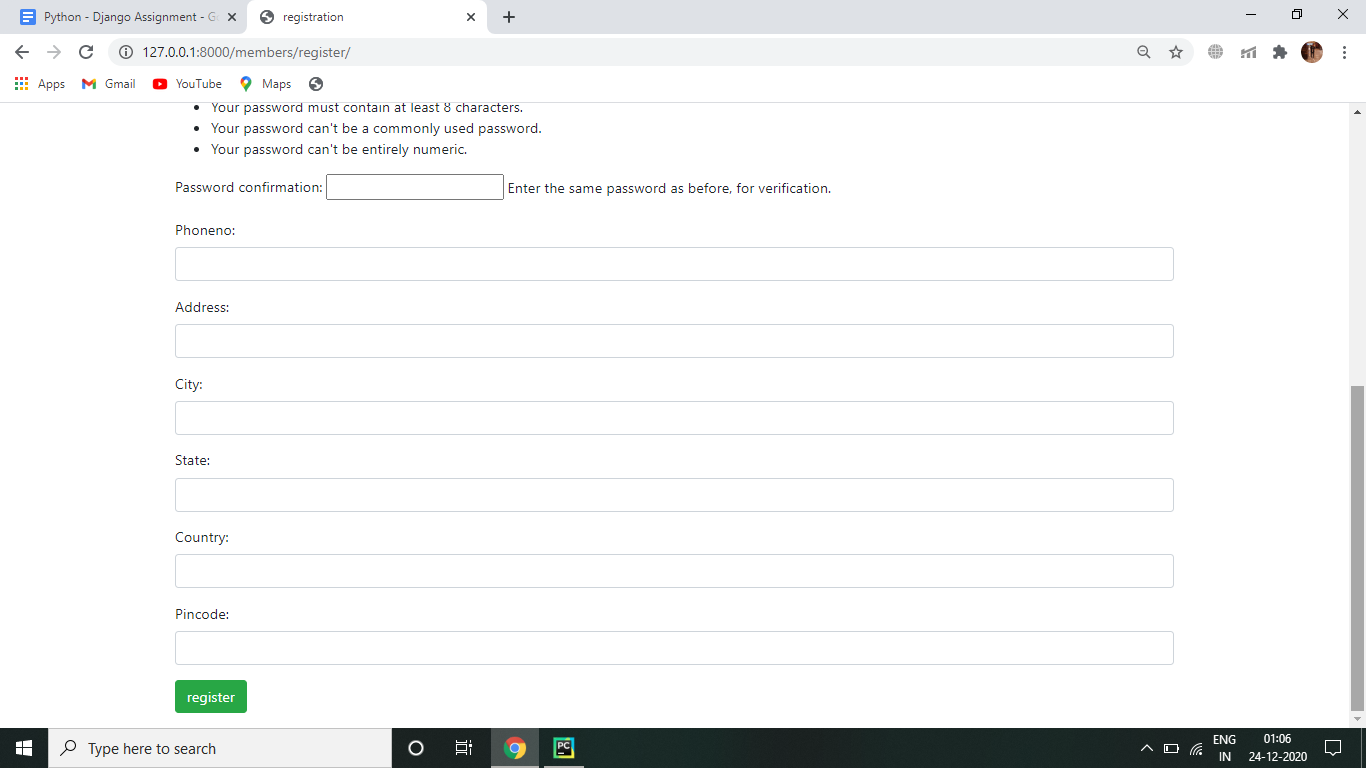 Python - Django Assignment - G
registration
127.0.0.1:8000/members/register/
Apps
Gmail
YouTube
Maps
Your password must contain at least 8 characters.
Your password can't be a commonly used password.
Your password can't be entirely numeric.
Password confirmation: Enter the same password as before, for verification.
Phoneno:
Address:
City:
State:
Country:
Pincode:
register
Type here to search
PC
ENG
IN
01:06
24-12-2020